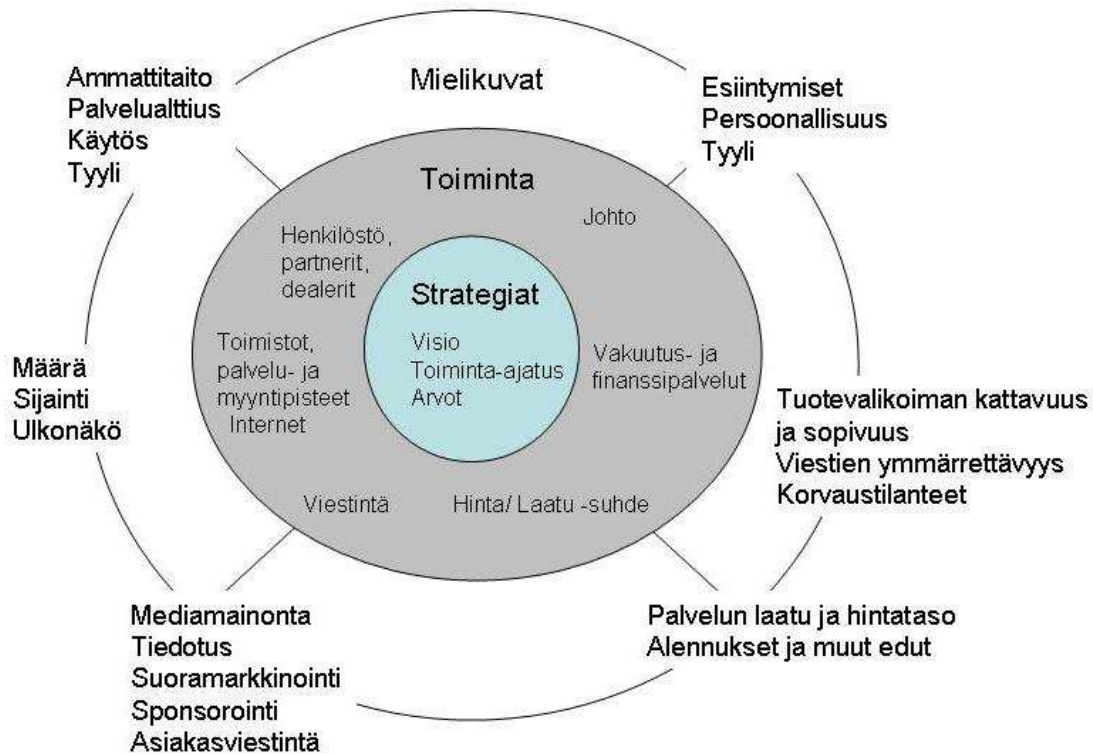 Mielikuvat
Ammattitaito
Palvelualttius
Käytös
Tyyli
Esiintymiset
Persoonallisuus
Tyyli
Toiminta
Johto
Henkilöstö,
partnerit,
dealerit
Strategiat
Visio
Toiminta-ajatus
Arvot
Toimistot,
palvelu- ja
myyntipisteet
Internet
Vakuutus- ja
finanssipalvelut
Määrä
Sijainti
Ulkonäkö
Tuotevalikoiman kattavuus
ja sopivuus
Viestien ymmärrettävyys
Korvaustilanteet
Viestintä
Hinta/ Laatu -suhde
Mediamainonta
Tiedotus
Suoramarkkinointi
Sponsorointi
Asiakasviestintä
Palvelun laatu ja hintataso
Alennukset ja muut edut